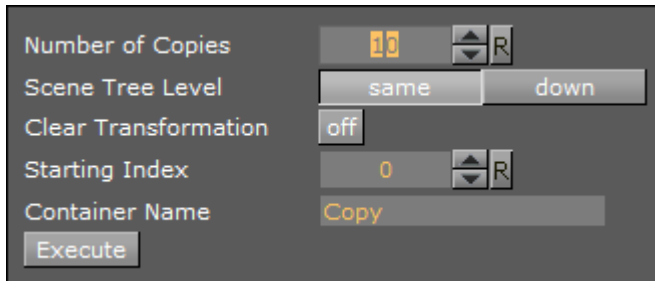 Number of Copies 10 R
Scene Tree Level same down
Clear Transformation off
Starting Index 0 R
Container Name Copy
Execute